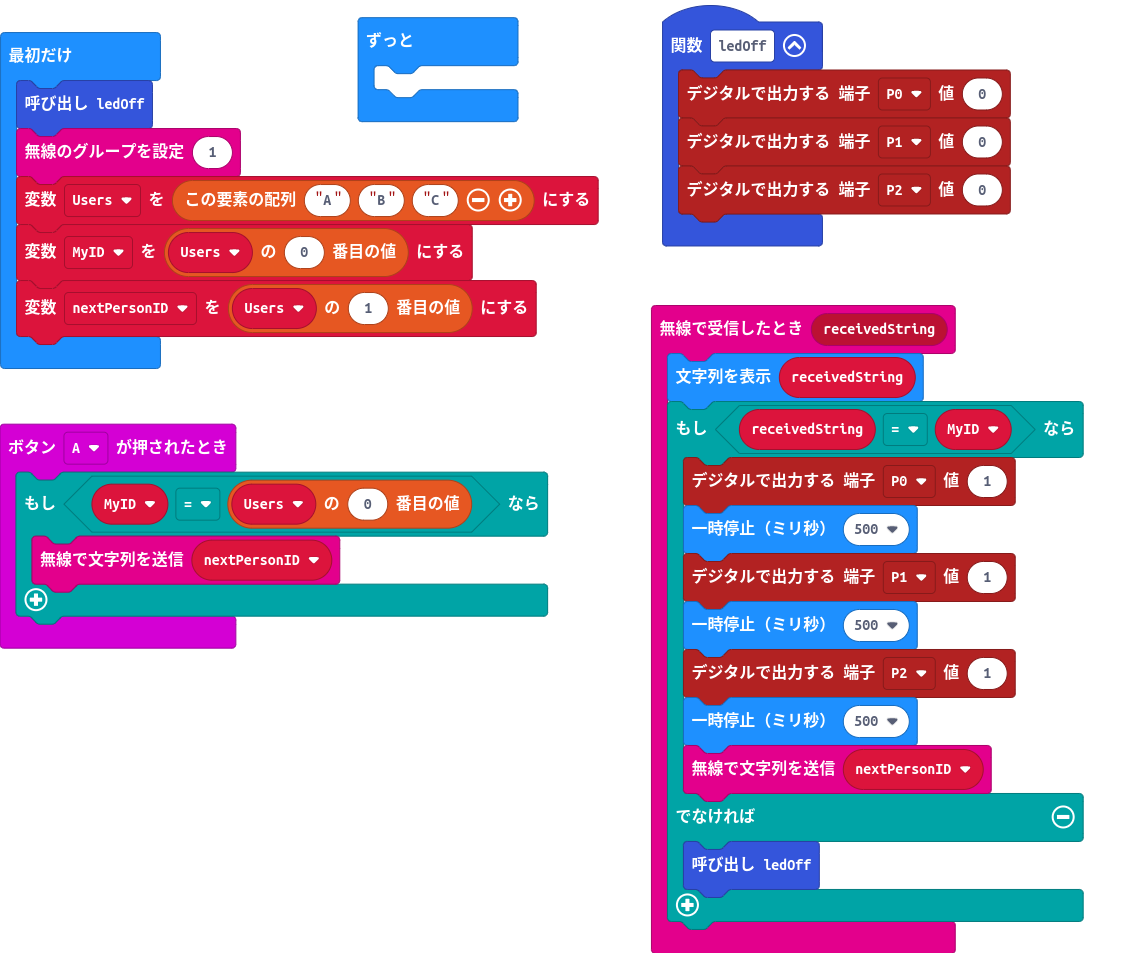 最初だけ
呼び出し ledOff
無線のグループを設定 1
変数 Users を この要素の配列 "A" "B" "C" にする
変数 MyID を Users の 0 番目の値 にする
変数 nextPersonID を Users の 1 番目の値 にする
ずっと
関数 ledOff
デジタルで出力する 端子 P0 値 0
デジタルで出力する 端子 P1 値 0
デジタルで出力する 端子 P2 値 0
ボタン A が押されたとき
もし MyID = Users の 0 番目の値 なら
無線で文字列を送信 nextPersonID
無線で受信したとき receivedString
文字列を表示 receivedString
もし receivedString = MyID なら
デジタルで出力する 端子 P0 値 1
一時停止（ミリ秒） 500
デジタルで出力する 端子 P1 値 1
一時停止（ミリ秒） 500
デジタルで出力する 端子 P2 値 1
一時停止（ミリ秒） 500
無線で文字列を送信 nextPersonID
でなければ
呼び出し ledOff